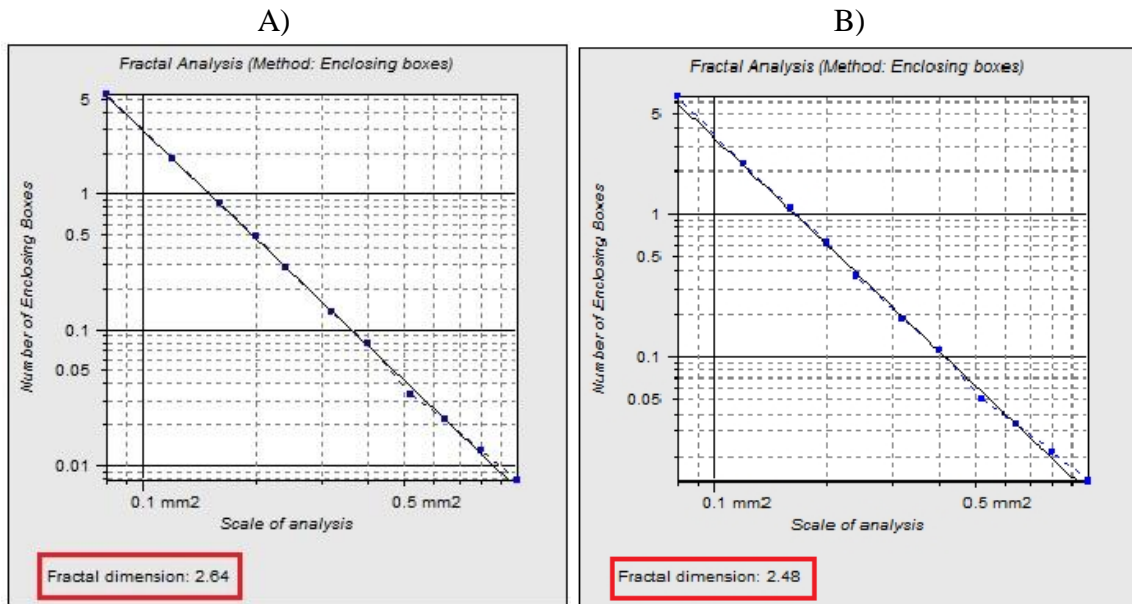 A)
Fractal Analysis (Method: Enclosing boxes)
Number of Enclosing Boxes
5
1
0.5
0.1
0.05
0.01
0.1 mm2
0.5 mm2
Scale of analysis
Fractal dimension: 2.64
B)
Fractal Analysis (Method: Enclosing boxes)
Number of Enclosing Boxes
5
1
0.5
0.1
0.05
0.1 mm2
0.5 mm2
Scale of analysis
Fractal dimension: 2.48